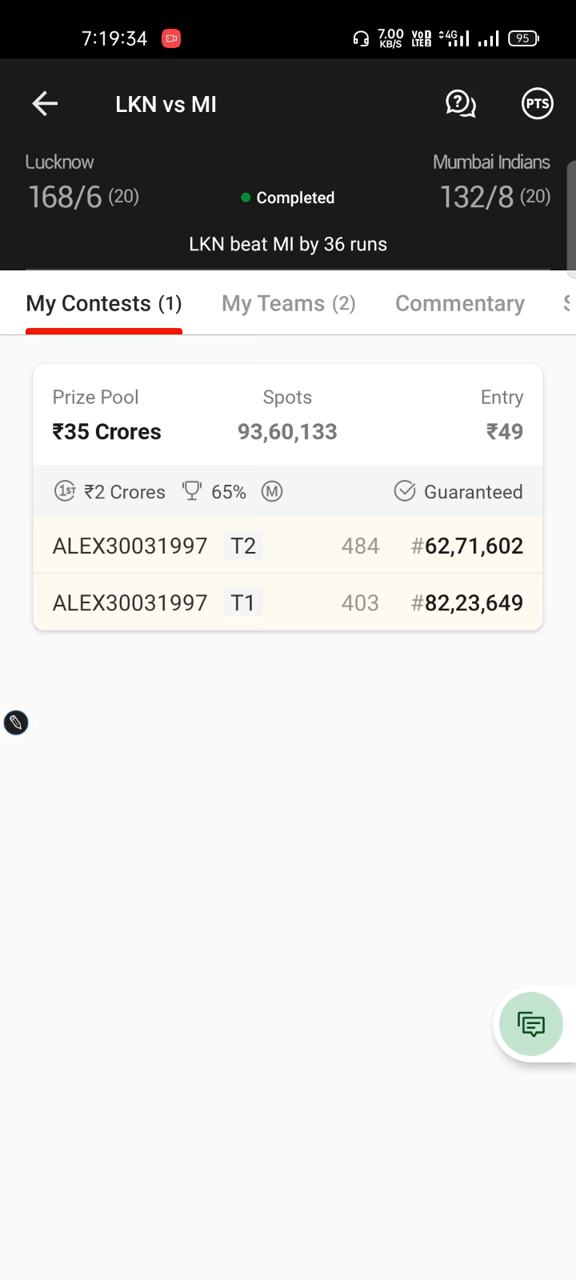 7:19:34 7.00 KB/S VoD LTE2 4G 95
LKN vs MI PTS
Lucknow Mumbai Indians
168/6 (20) Completed 132/8 (20)
LKN beat MI by 36 runs
My Contests (1) My Teams (2) Commentary
Prize Pool Spots Entry
₹35 Crores 93,60,133 ₹49
1ST ₹2 Crores 65% M Guaranteed
ALEX30031997 T2 484 #62,71,602
ALEX30031997 T1 403 #82,23,649